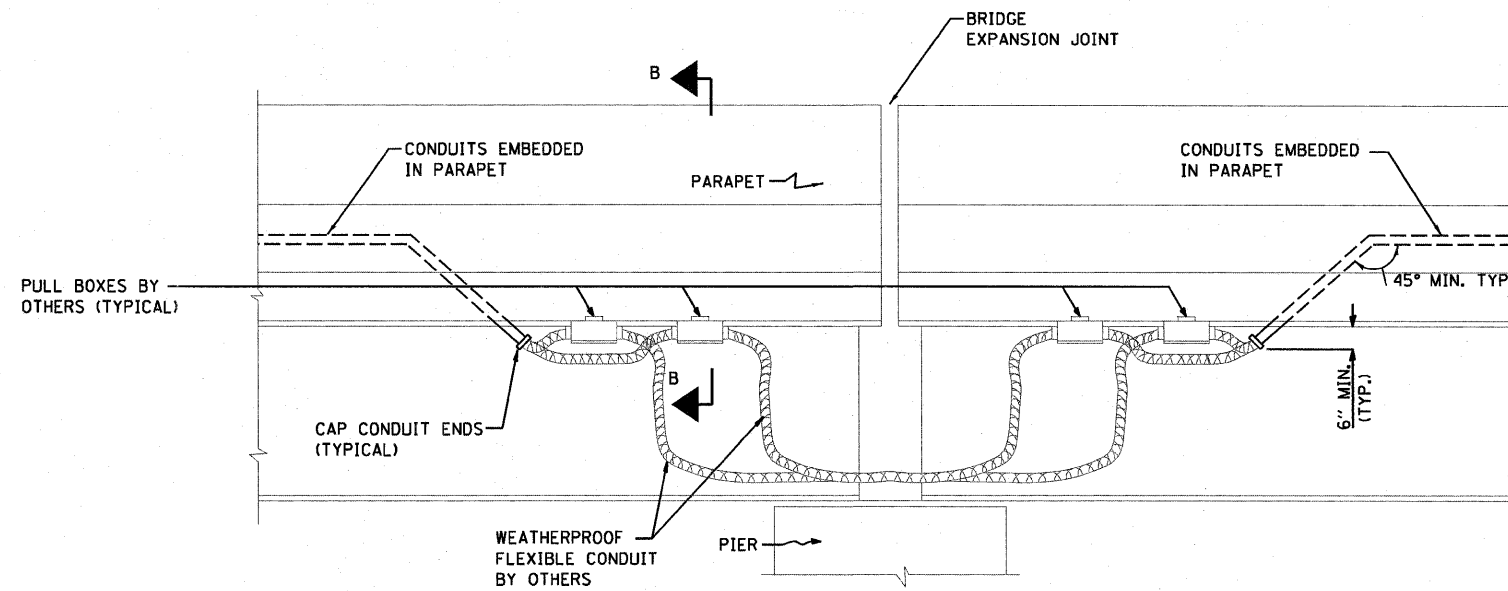 BRIDGE
EXPANSION JOINT
B
CONDUITS EMBEDDED
IN PARAPET
PARAPET
CONDUITS EMBEDDED
IN PARAPET
PULL BOXES BY
OTHERS (TYPICAL)
45° MIN. TYP
B
6" MIN.
(TYP.)
CAP CONDUIT ENDS
(TYPICAL)
WEATHERPROOF
FLEXIBLE CONDUIT
BY OTHERS
PIER